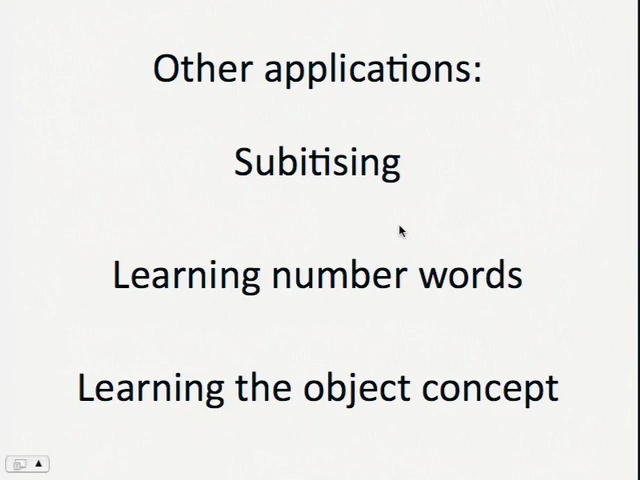 Other applications:
Subitising
Learning number words
Learning the object concept